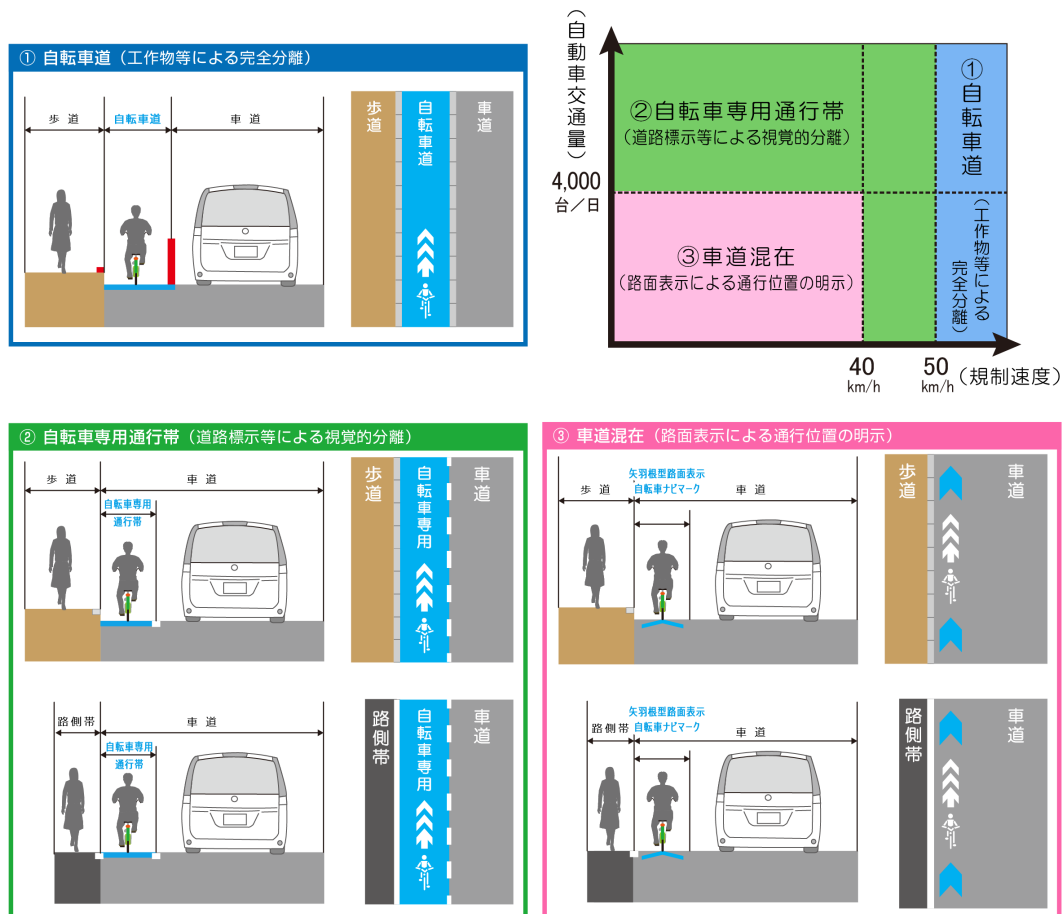 ① 自転車道（工作物等による完全分離）
歩 道
自転車道
車 道
歩道
自転車道
車道
（自動車交通量）
4,000
台／日
②自転車専用通行帯
（道路標示等による視覚的分離）
①自転車道
（工作物等による
完全分離）
③車道混在
（路面表示による通行位置の明示）
40
km/h
50
km/h
（規制速度）
② 自転車専用通行帯（道路標示等による視覚的分離）
歩 道
車 道
自転車専用
通行帯
歩道
自転車専用
車道
路側帯
車 道
自転車専用
通行帯
路側帯
自転車専用
車道
③ 車道混在（路面表示による通行位置の明示）
矢羽根型路面表示
歩 道
自転車ナビマーク
車 道
歩道
車道
矢羽根型路面表示
路側帯
自転車ナビマーク
車 道
路側帯
車道